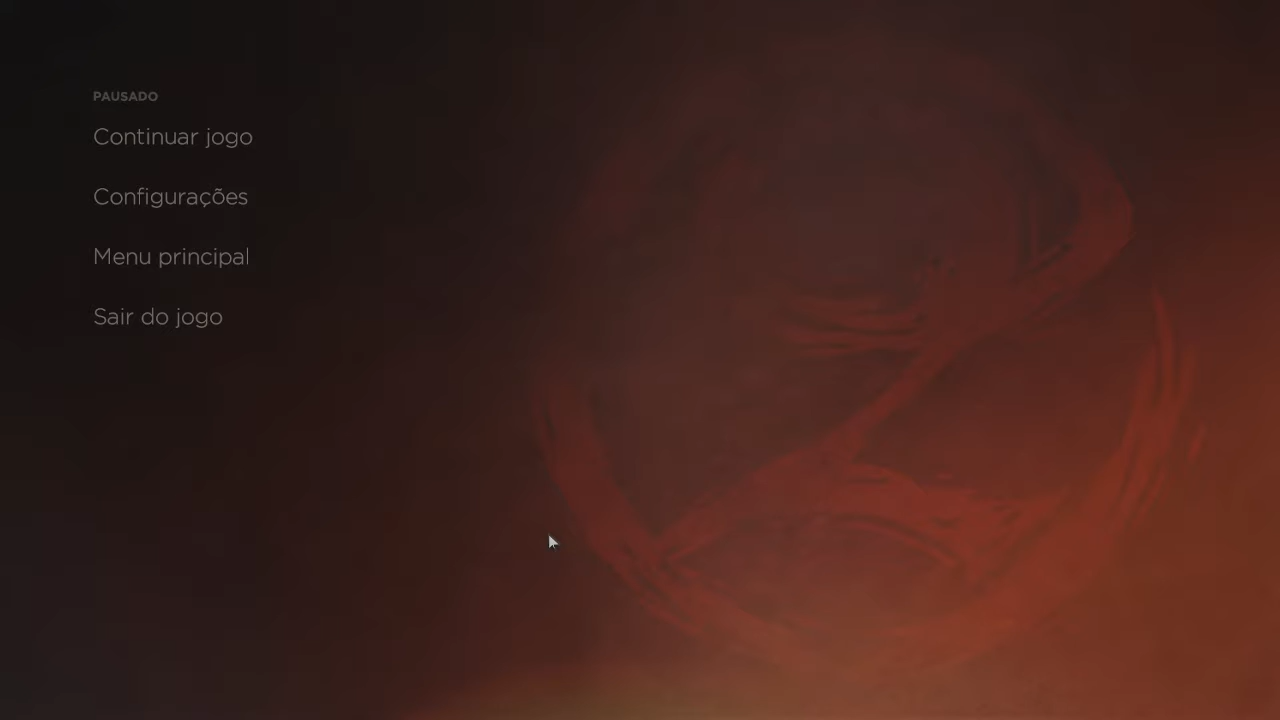 PAUSADO
Continuar jogo
Configurações
Menu principal
Sair do jogo